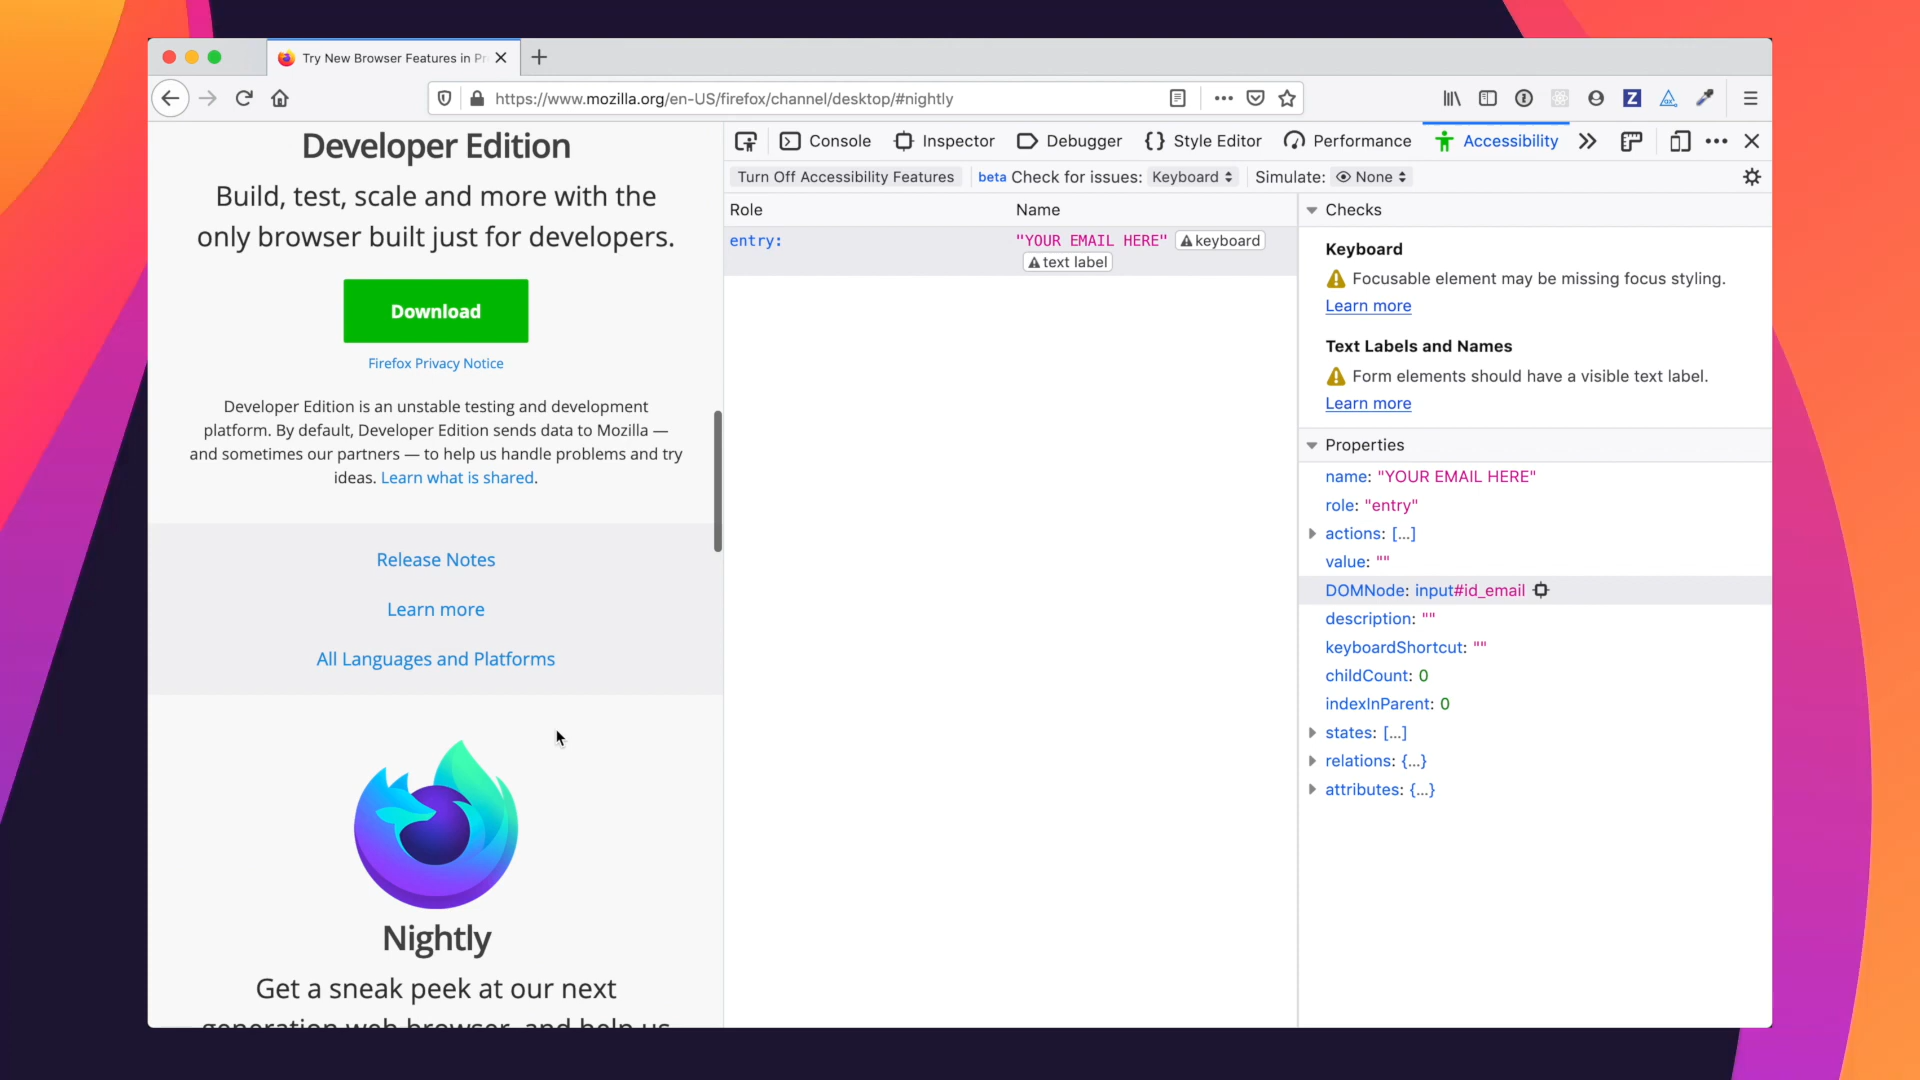 Try New Browser Features in Pr
https://www.mozilla.org/en-US/firefox/channel/desktop/#nightly
Developer Edition
Build, test, scale and more with the
only browser built just for developers.
Download
Firefox Privacy Notice
Developer Edition is an unstable testing and development
platform. By default, Developer Edition sends data to Mozilla —
and sometimes our partners — to help us handle problems and try
ideas. Learn what is shared.
Release Notes
Learn more
All Languages and Platforms
Nightly
Get a sneak peek at our next
generation web browser, and help us
Console Inspector Debugger Style Editor Performance Accessibility
Turn Off Accessibility Features beta Check for issues: Keyboard Simulate: None
Role Name
entry: "YOUR EMAIL HERE" keyboard
text label
Checks
Keyboard
Focusable element may be missing focus styling.
Learn more
Text Labels and Names
Form elements should have a visible text label.
Learn more
Properties
name: "YOUR EMAIL HERE"
role: "entry"
actions: […]
value: ""
DOMNode: input#id_email
description: ""
keyboardShortcut: ""
childCount: 0
indexInParent: 0
states: […]
relations: {…}
attributes: {…}